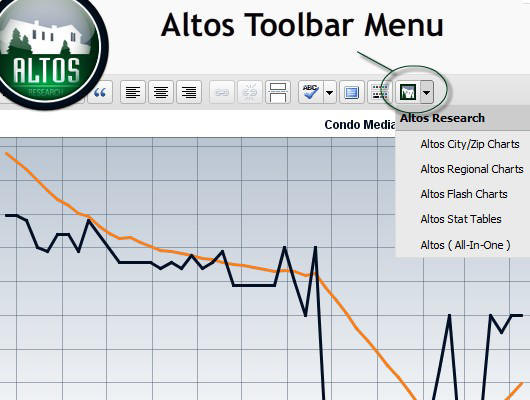 Altos Toolbar Menu
ALTOS
RESEARCH
ABC
Condo Media
Altos Research
Altos City/Zip Charts
Altos Regional Charts
Altos Flash Charts
Altos Stat Tables
Altos ( All-In-One )